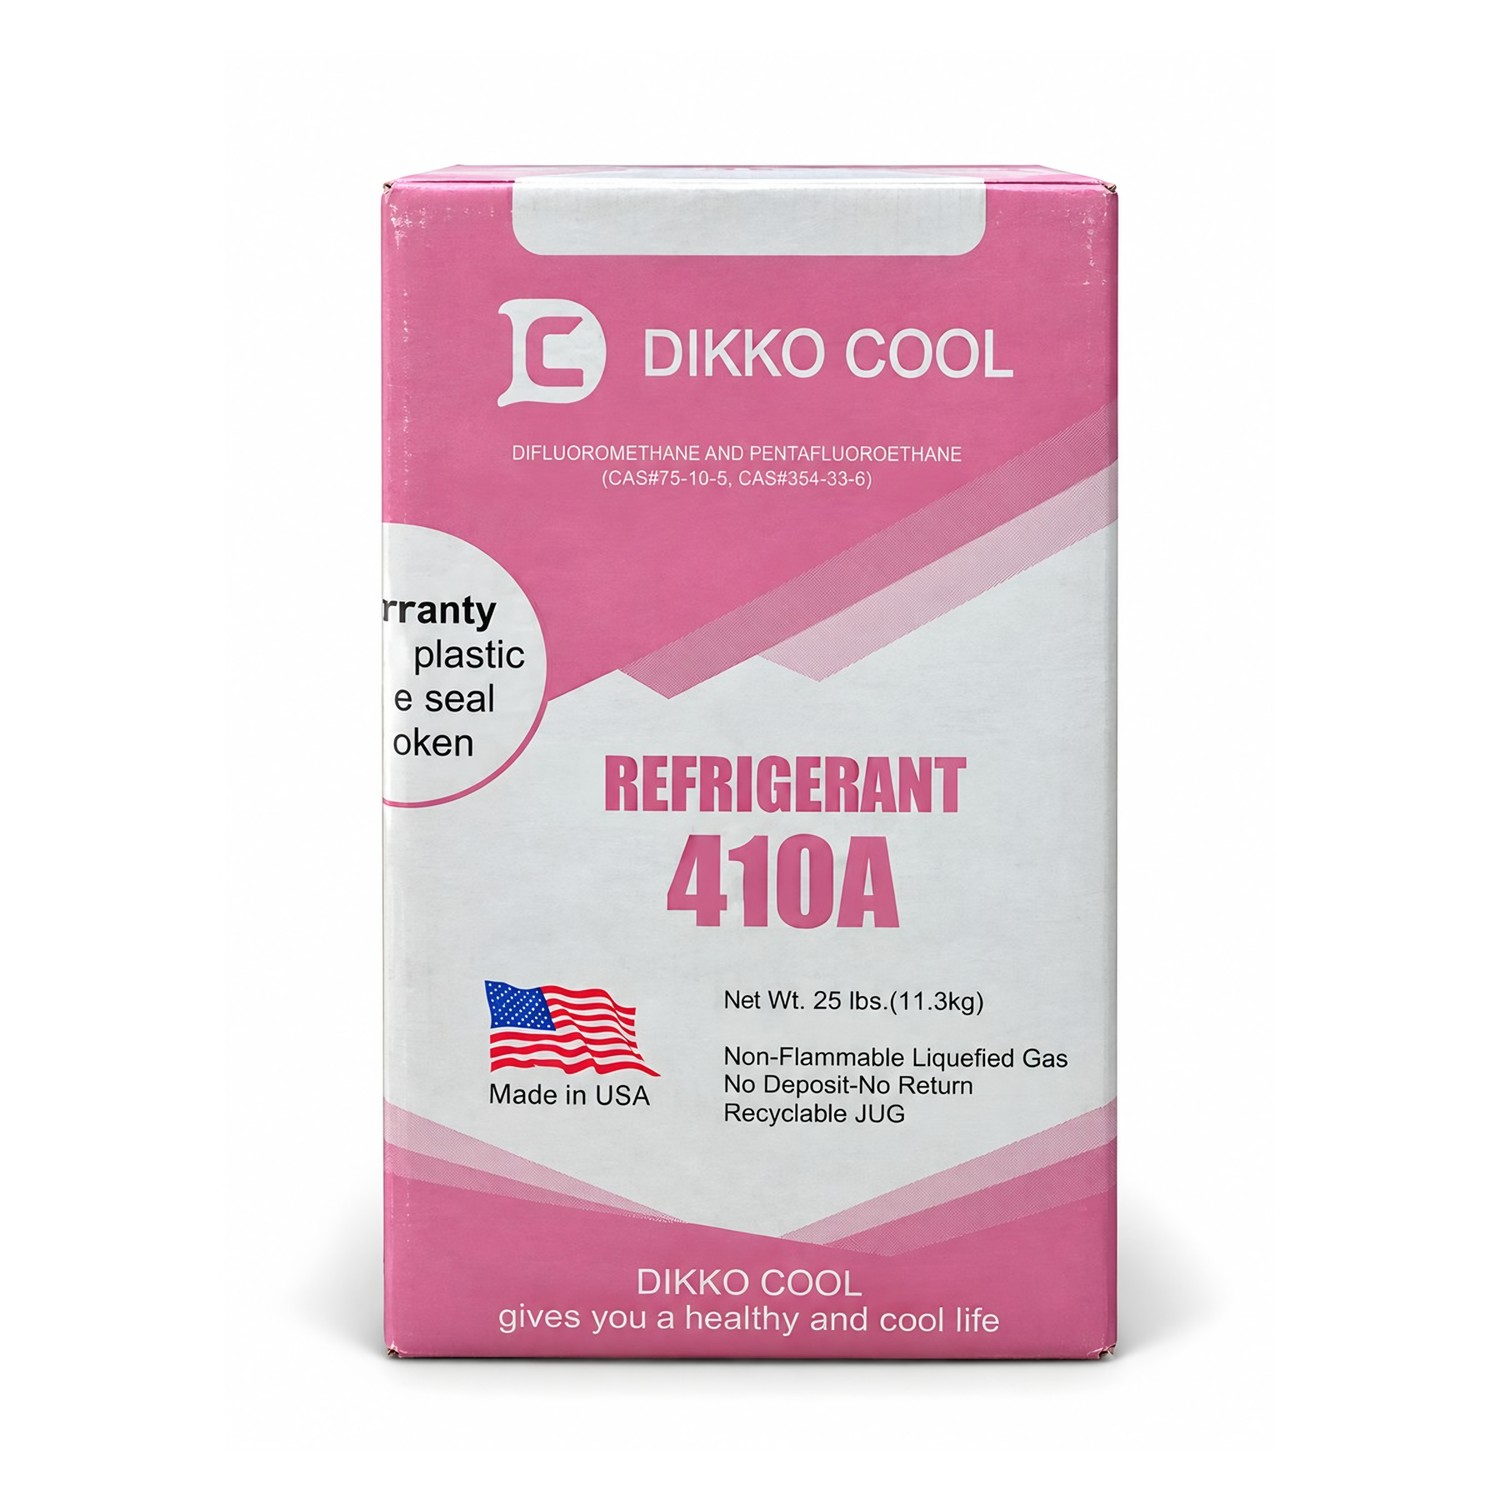 DIKKO COOL
DIFLUOROMETHANE AND PENTAFLUOROETHANE
(CAS#75-10-5, CAS#354-33-6)
rranty
plastic
e seal
oken
REFRIGERANT
410A
Made in USA
Net Wt. 25 lbs.(11.3kg)
Non-Flammable Liquefied Gas
No Deposit-No Return
Recyclable JUG
DIKKO COOL
gives you a healthy and cool life